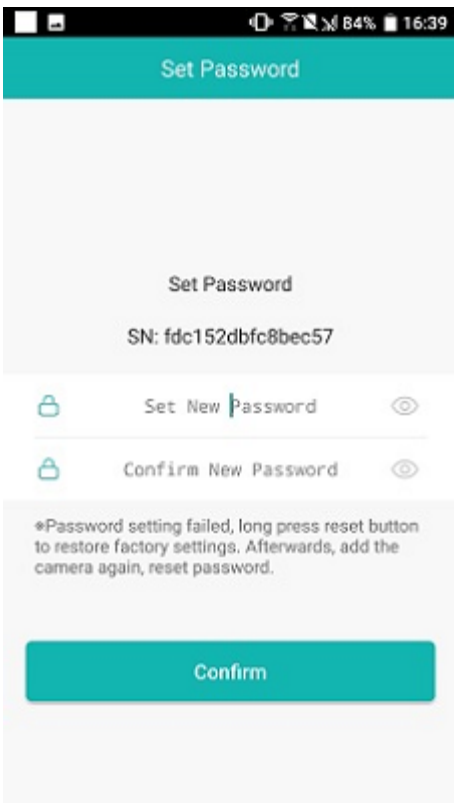 84% 16:39
Set Password
Set Password
SN: fdc152dbfc8bec57
Set New Password
Confirm New Password
*Password setting failed, long press reset button
to restore factory settings. Afterwards, add the
camera again, reset password.
Confirm